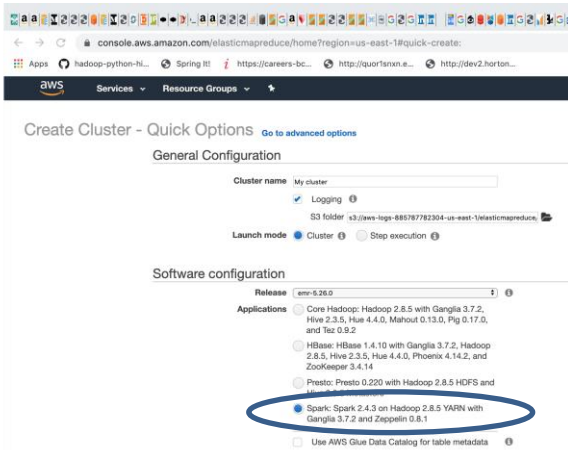 console.aws.amazon.com/elasticmapreduce/home?region=us-east-1#quick-create:
Apps hadoop-python-hi... Spring It! https://careers-bc... http://quor1snxn.e... http://dev2.horton...
aws Services Resource Groups
Create Cluster - Quick Options Go to advanced options
General Configuration
Cluster name My cluster
Logging
S3 folder s3://aws-logs-885787782304-us-east-1/elasticmapreduce,
Launch mode Cluster Step execution
Software configuration
Release emr-5.26.0
Applications Core Hadoop: Hadoop 2.8.5 with Ganglia 3.7.2,
Hive 2.3.5, Hue 4.4.0, Mahout 0.13.0, Pig 0.17.0,
and Tez 0.9.2
HBase: HBase 1.4.10 with Ganglia 3.7.2, Hadoop
2.8.5, Hive 2.3.5, Hue 4.4.0, Phoenix 4.14.2, and
ZooKeeper 3.4.14
Presto: Presto 0.220 with Hadoop 2.8.5 HDFS and
Spark: Spark 2.4.3 on Hadoop 2.8.5 YARN with
Ganglia 3.7.2 and Zeppelin 0.8.1
Use AWS Glue Data Catalog for table metadata